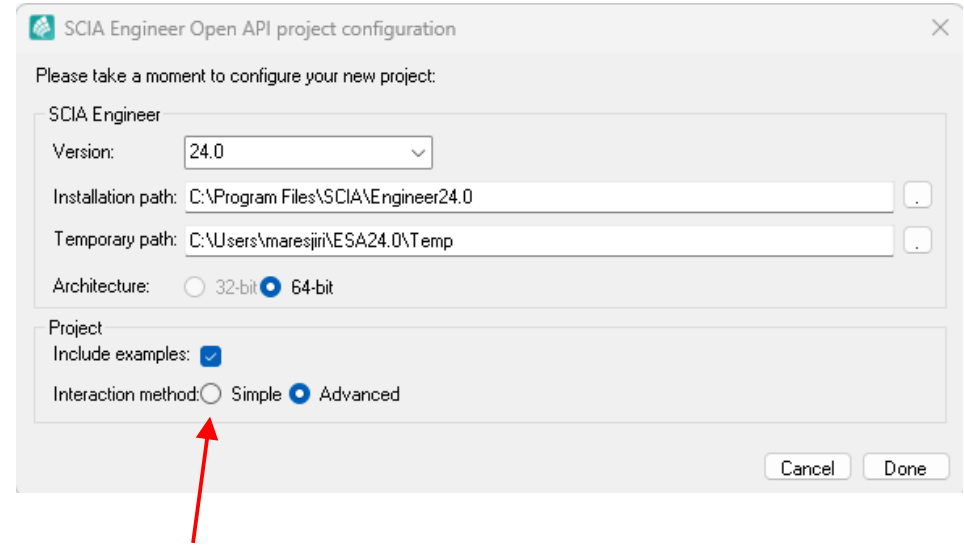 SCIA Engineer Open API project configuration
Please take a moment to configure your new project:
SCIA Engineer
Version: 24.0
Installation path: C:\Program Files\SCIA\Engineer24.0 .
Temporary path: C:\Users\maresjiri\ESA24.0\Temp .
Architecture: 32-bit 64-bit
Project
Include examples:
Interaction method: Simple Advanced
Cancel Done